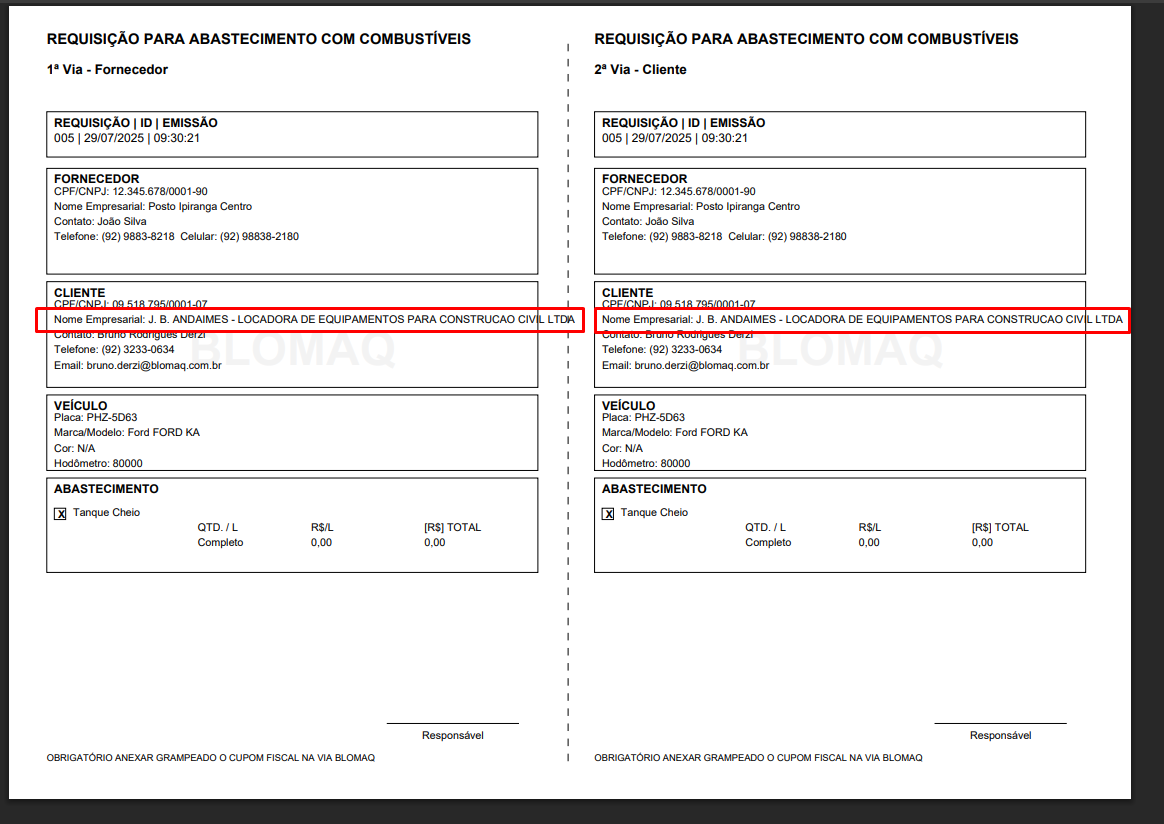 REQUISIÇÃO PARA ABASTECIMENTO COM COMBUSTÍVEIS
1ª Via - Fornecedor
REQUISIÇÃO | ID | EMISSÃO
005 | 29/07/2025 | 09:30:21
FORNECEDOR
CPF/CNPJ: 12.345.678/0001-90
Nome Empresarial: Posto Ipiranga Centro
Contato: João Silva
Telefone: (92) 9883-8218  Celular: (92) 98838-2180
CLIENTE
CPF/CNPJ: 09.518.795/0001-07
Nome Empresarial: J. B. ANDAIMES - LOCADORA DE EQUIPAMENTOS PARA CONSTRUCAO CIVIL LTDA
Contato: Bruno Rodrigues Derzi
Telefone: (92) 3233-0634
BLOMAQ
Email: bruno.derzi@blomaq.com.br
VEÍCULO
Placa: PHZ-5D63
Marca/Modelo: Ford FORD KA
Cor: N/A
Hodômetro: 80000
ABASTECIMENTO
X Tanque Cheio
QTD. / L R$/L [R$] TOTAL
Completo 0,00 0,00
Responsável
OBRIGATÓRIO ANEXAR GRAMPEADO O CUPOM FISCAL NA VIA BLOMAQ
REQUISIÇÃO PARA ABASTECIMENTO COM COMBUSTÍVEIS
2ª Via - Cliente
REQUISIÇÃO | ID | EMISSÃO
005 | 29/07/2025 | 09:30:21
FORNECEDOR
CPF/CNPJ: 12.345.678/0001-90
Nome Empresarial: Posto Ipiranga Centro
Contato: João Silva
Telefone: (92) 9883-8218  Celular: (92) 98838-2180
CLIENTE
CPF/CNPJ: 09.518.795/0001-07
Nome Empresarial: J. B. ANDAIMES - LOCADORA DE EQUIPAMENTOS PARA CONSTRUCAO CIVIL LTDA
Contato: Bruno Rodrigues Derzi
Telefone: (92) 3233-0634
BLOMAQ
Email: bruno.derzi@blomaq.com.br
VEÍCULO
Placa: PHZ-5D63
Marca/Modelo: Ford FORD KA
Cor: N/A
Hodômetro: 80000
ABASTECIMENTO
X Tanque Cheio
QTD. / L R$/L [R$] TOTAL
Completo 0,00 0,00
Responsável
OBRIGATÓRIO ANEXAR GRAMPEADO O CUPOM FISCAL NA VIA BLOMAQ